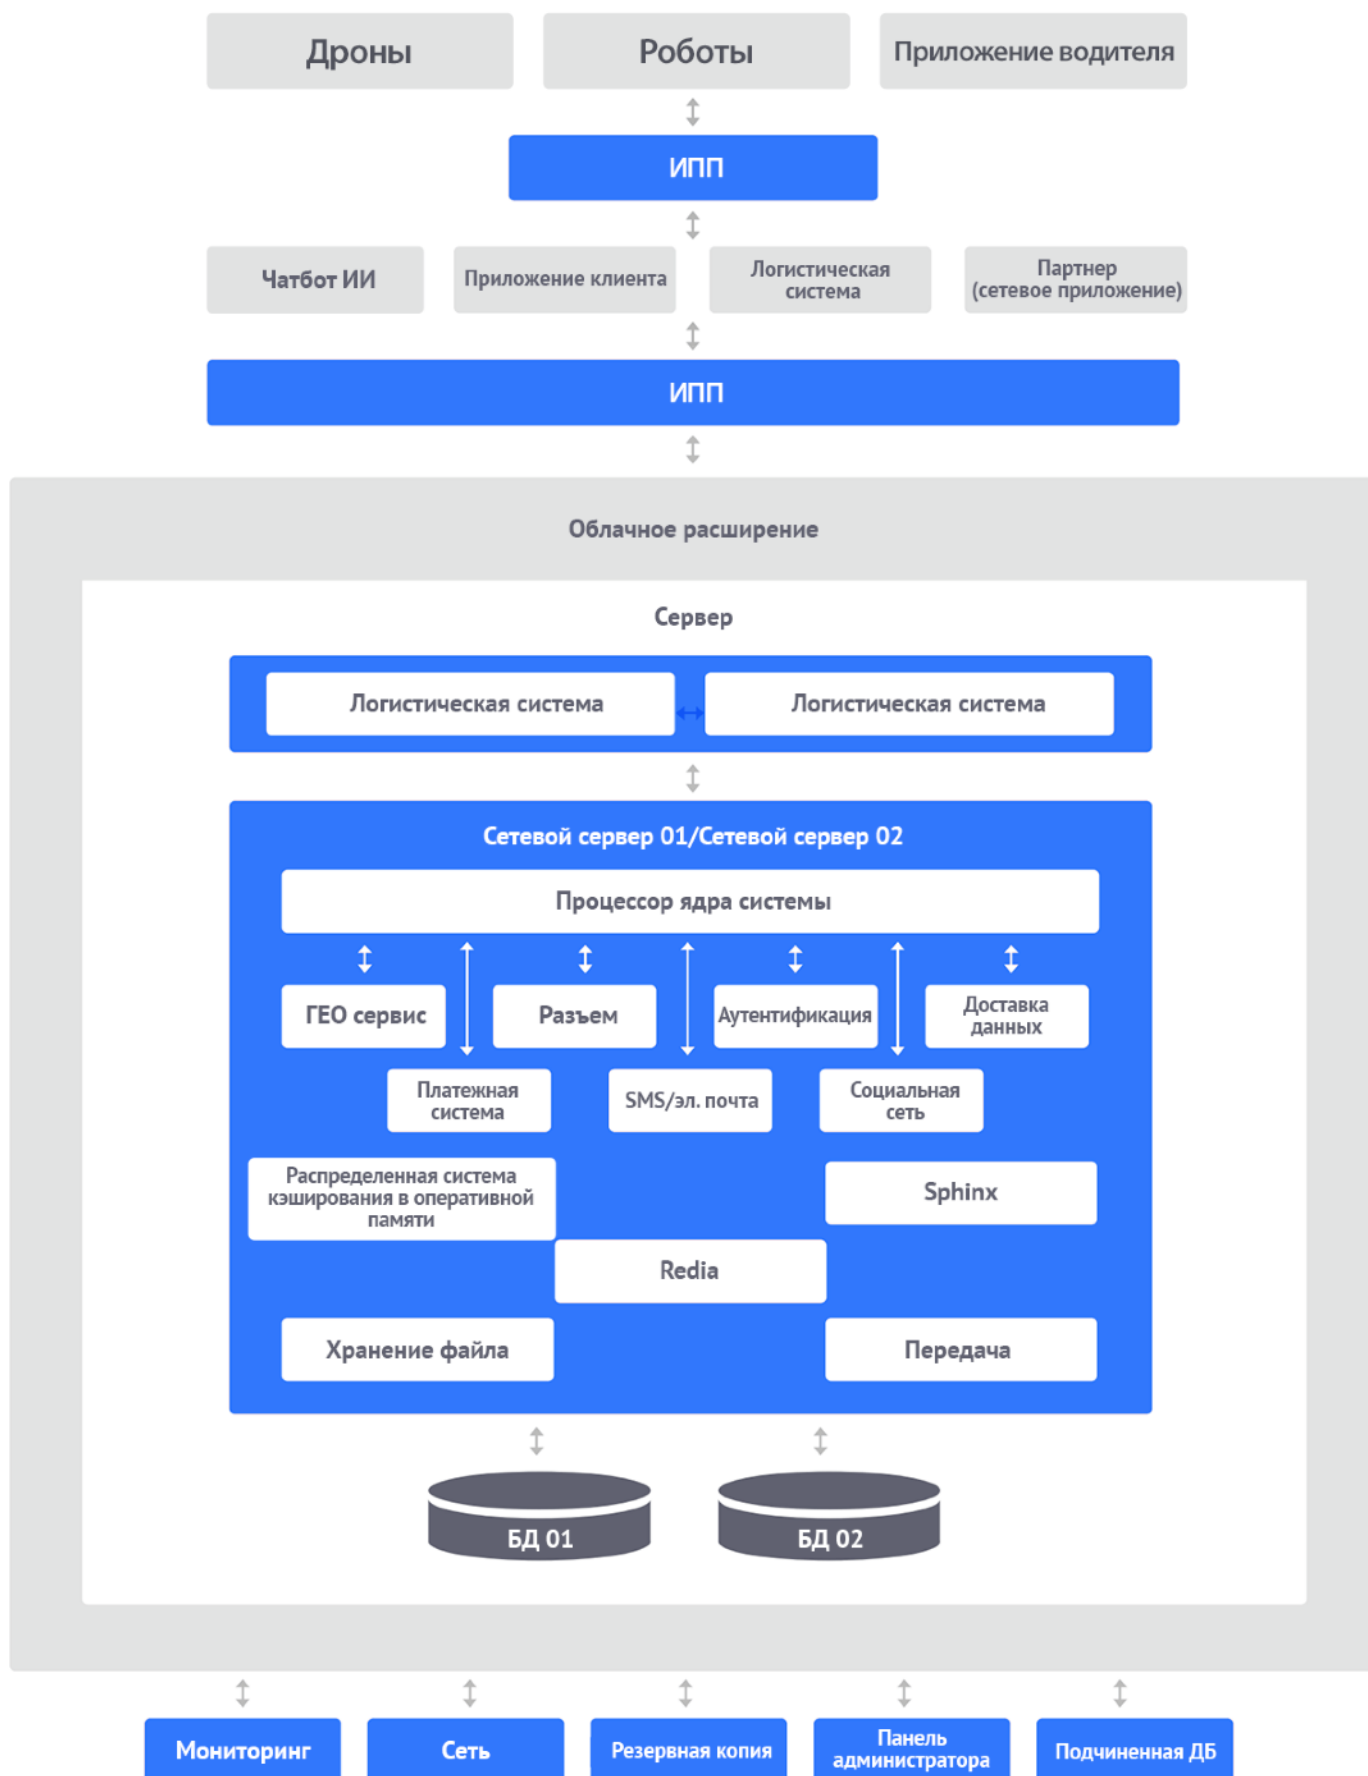 Дроны
Роботы
Приложение водителя
ИПП
Чатбот ИИ
Приложение клиента
Логистическая
система
Партнер
(сетевое приложение)
ИПП
Облачное расширение
Сервер
Логистическая система
Логистическая система
Сетевой сервер 01/Сетевой сервер 02
Процессор ядра системы
ГЕО сервис
Разъем
Аутентификация
Доставка
данных
Платежная
система
SMS/эл. почта
Социальная
сеть
Распределенная система
кэширования в оперативной
памяти
Sphinx
Redia
Хранение файла
Передача
БД 01
БД 02
Мониторинг
Сеть
Резервная копия
Панель
администратора
Подчиненная ДБ